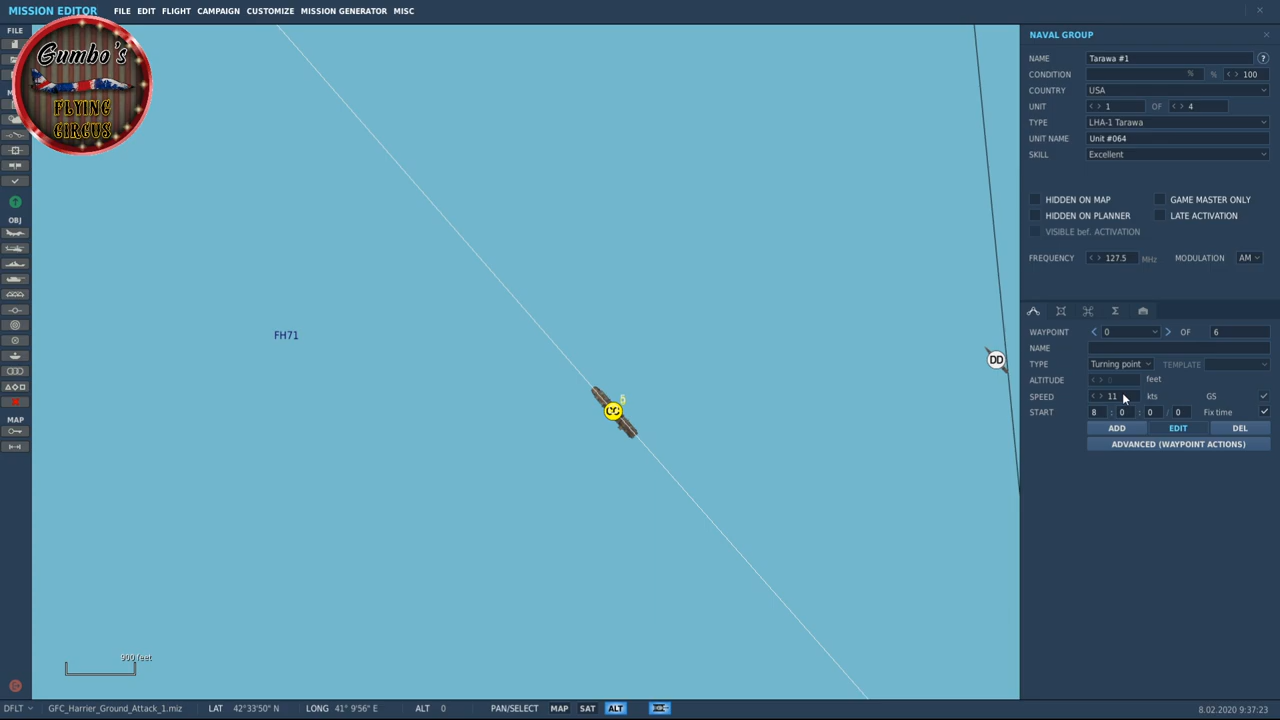 MISSION EDITOR FILE EDIT FLIGHT CAMPAIGN CUSTOMIZE MISSION GENERATOR MISC
FILE
Gumbo's
FLYING
CIRCUS
OBJ
MAP
FH71
5
CC
DD
900 feet
NAVAL GROUP
NAME Tarawa #1 ?
CONDITION % % < > 100
COUNTRY USA
UNIT < > 1 OF < > 4
TYPE LHA-1 Tarawa
UNIT NAME Unit #064
SKILL Excellent
HIDDEN ON MAP GAME MASTER ONLY
HIDDEN ON PLANNER LATE ACTIVATION
VISIBLE bef. ACTIVATION
FREQUENCY < > 127.5 MHz MODULATION AM
WAYPOINT < 0 > OF 6
NAME
TYPE Turning point TEMPLATE
ALTITUDE < > 0 feet
SPEED < > 11 kts GS
START 8 : 0 : 0 / 0 Fix time
ADD EDIT DEL
ADVANCED (WAYPOINT ACTIONS)
DFLT GFC_Harrier_Ground_Attack_1.miz LAT 42°33'50" N LONG 41° 9'56" E ALT 0 PAN/SELECT MAP SAT ALT 8.02.2020 9:37:23